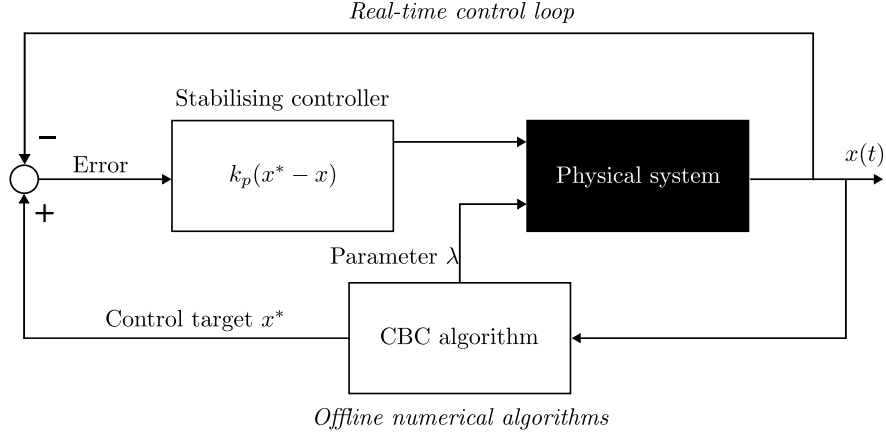 Real-time control loop
Stabilising controller
−
Error
k_p(x* − x)
Physical system
x(t)
+
Parameter λ
Control target x*
CBC algorithm
Offline numerical algorithms